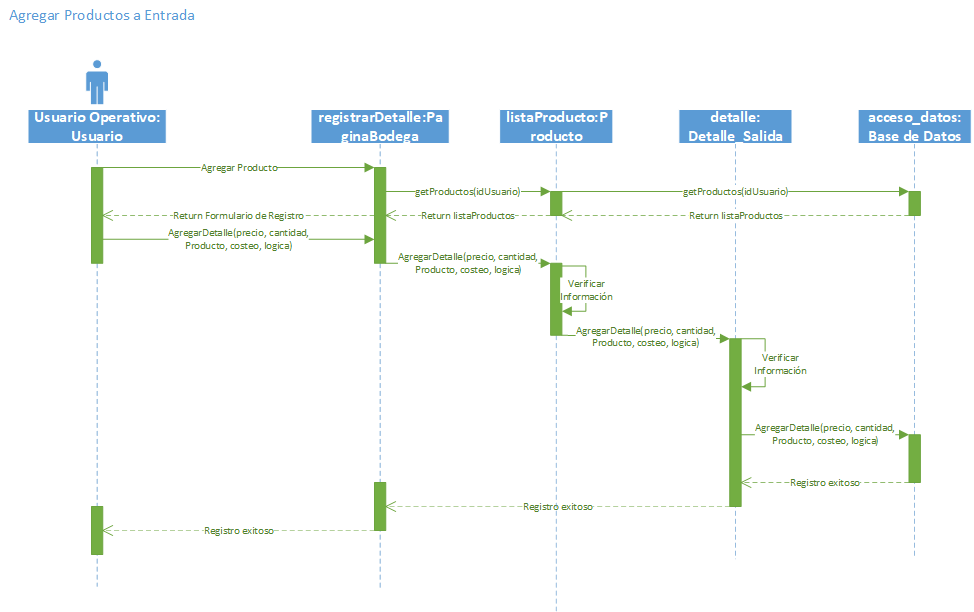 Agregar Productos a Entrada
Usuario Operativo:
Usuario
registrarDetalle:Pa
ginaBodega
listaProducto:P
roducto
detalle:
Detalle_Salida
acceso_datos:
Base de Datos
Agregar Producto
getProductos(idUsuario)
getProductos(idUsuario)
Return Formulario de Registro
Return listaProductos
Return listaProductos
AgregarDetalle(precio, cantidad,
Producto, costeo, logica)
AgregarDetalle(precio, cantidad,
Producto, costeo, logica)
Verificar
Información
AgregarDetalle(precio, cantidad,
Producto, costeo, logica)
Verificar
Información
AgregarDetalle(precio, cantidad,
Producto, costeo, logica)
Registro exitoso
Registro exitoso
Registro exitoso